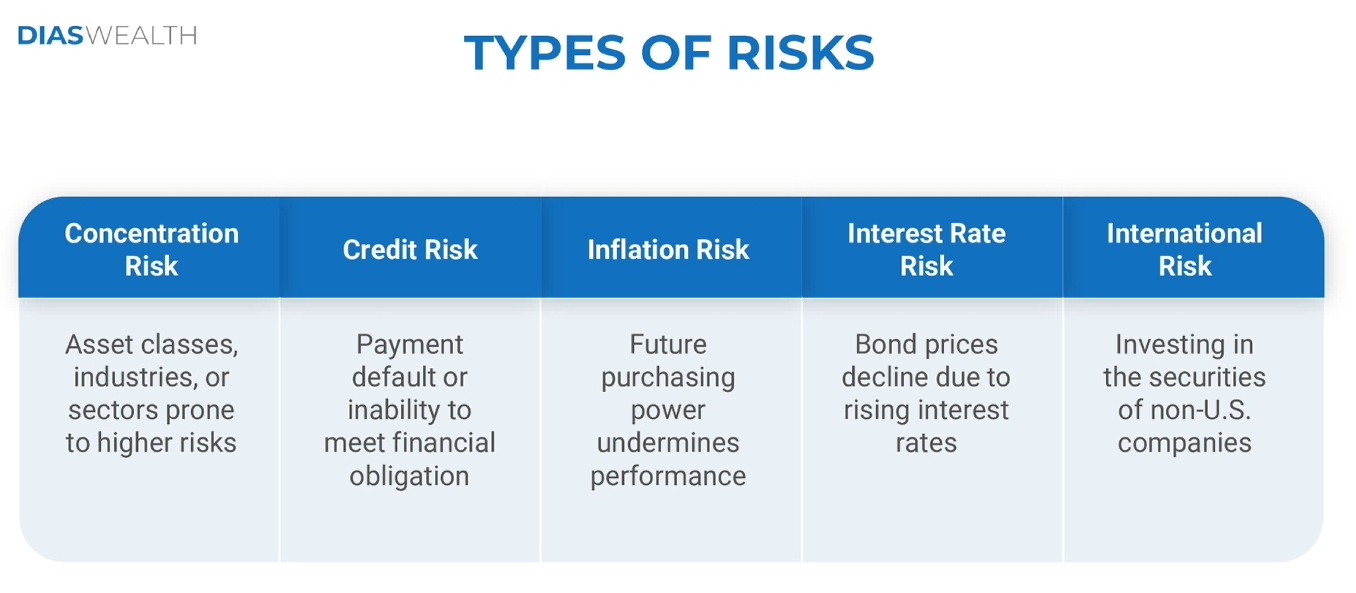 DIASWEALTH
TYPES OF RISKS
Concentration
Risk
Asset classes,
industries, or
sectors prone
to higher risks
Credit Risk
Payment
default or
inability to
meet financial
obligation
Inflation Risk
Future
purchasing
power
undermines
performance
Interest Rate
Risk
Bond prices
decline due to
rising interest
rates
International
Risk
Investing in
the securities
of non-U.S.
companies